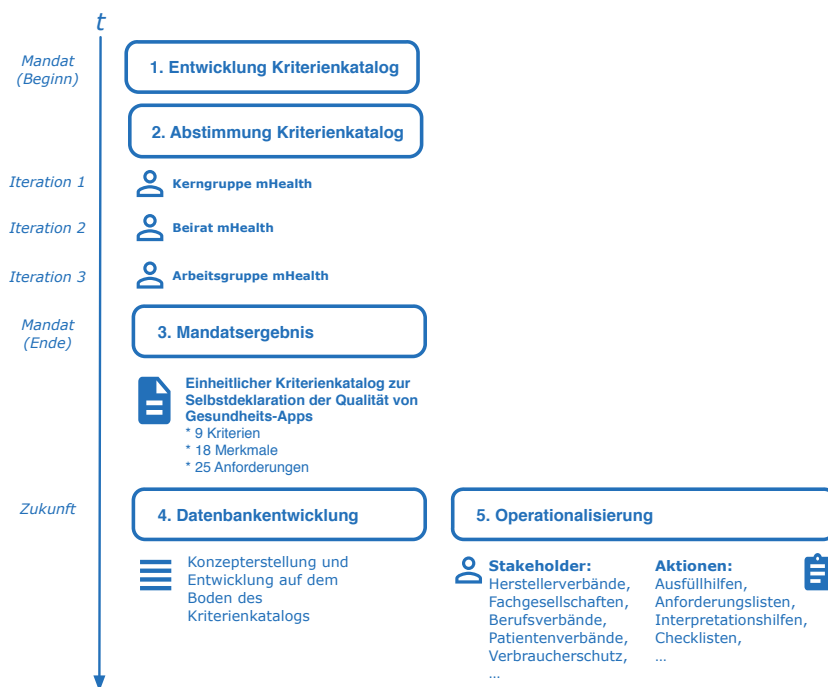 t
Mandat
(Beginn)
1. Entwicklung Kriterienkatalog
2. Abstimmung Kriterienkatalog
Iteration 1
Kerngruppe mHealth
Iteration 2
Beirat mHealth
Iteration 3
Arbeitsgruppe mHealth
Mandat
(Ende)
3. Mandatsergebnis
Einheitlicher Kriterienkatalog zur
Selbstdeklaration der Qualität von
Gesundheits-Apps
* 9 Kriterien
* 18 Merkmale
* 25 Anforderungen
Zukunft
4. Datenbankentwicklung
Konzepterstellung und
Entwicklung auf dem
Boden des
Kriterienkatalogs
5. Operationalisierung
Stakeholder:
Herstellerverbände,
Fachgesellschaften,
Berufsverbände,
Patientenverbände,
Verbraucherschutz,
...
Aktionen:
Ausfüllhilfen,
Anforderungslisten,
Interpretationshilfen,
Checklisten,
...